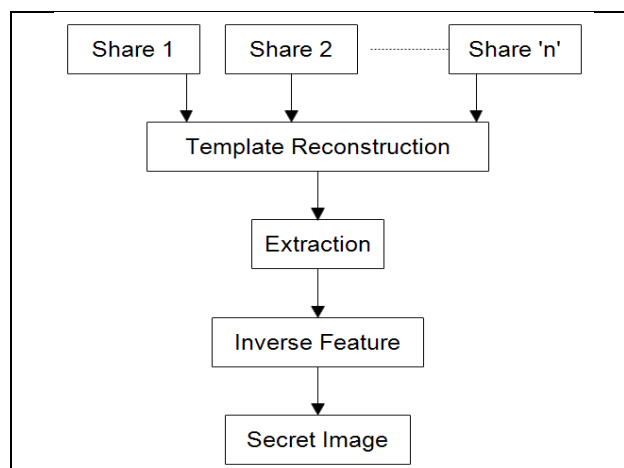 Share 1 Share 2 Share 'n'
Template Reconstruction
Extraction
Inverse Feature
Secret Image